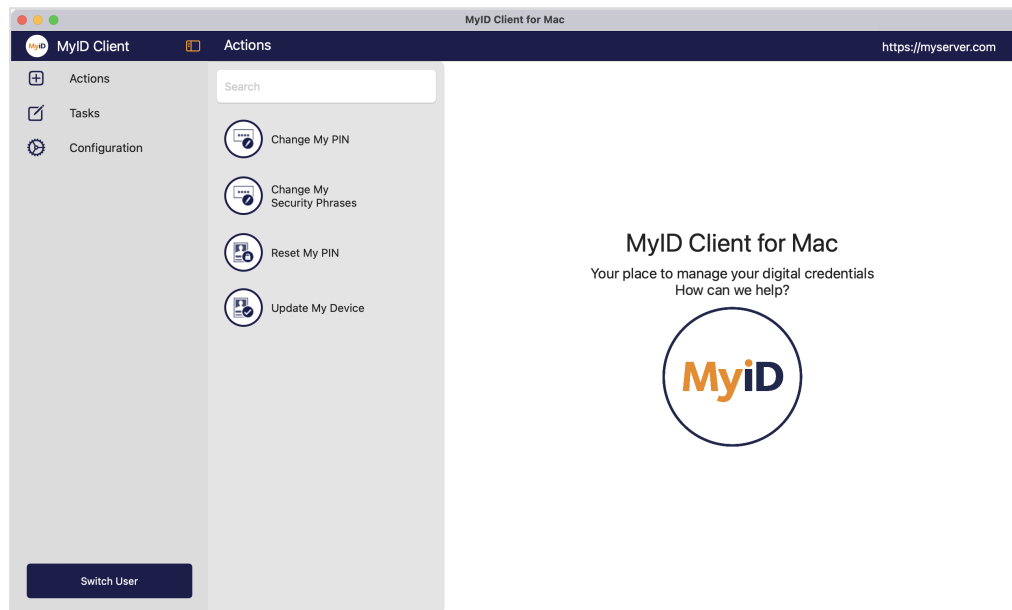 MyID Client for Mac
MyiD
MyID Client
Actions
https://myserver.com
Actions
Tasks
Configuration
Search
Change My PIN
Change My
Security Phrases
Reset My PIN
Update My Device
MyID Client for Mac
Your place to manage your digital credentials
How can we help?
MyiD
Switch User